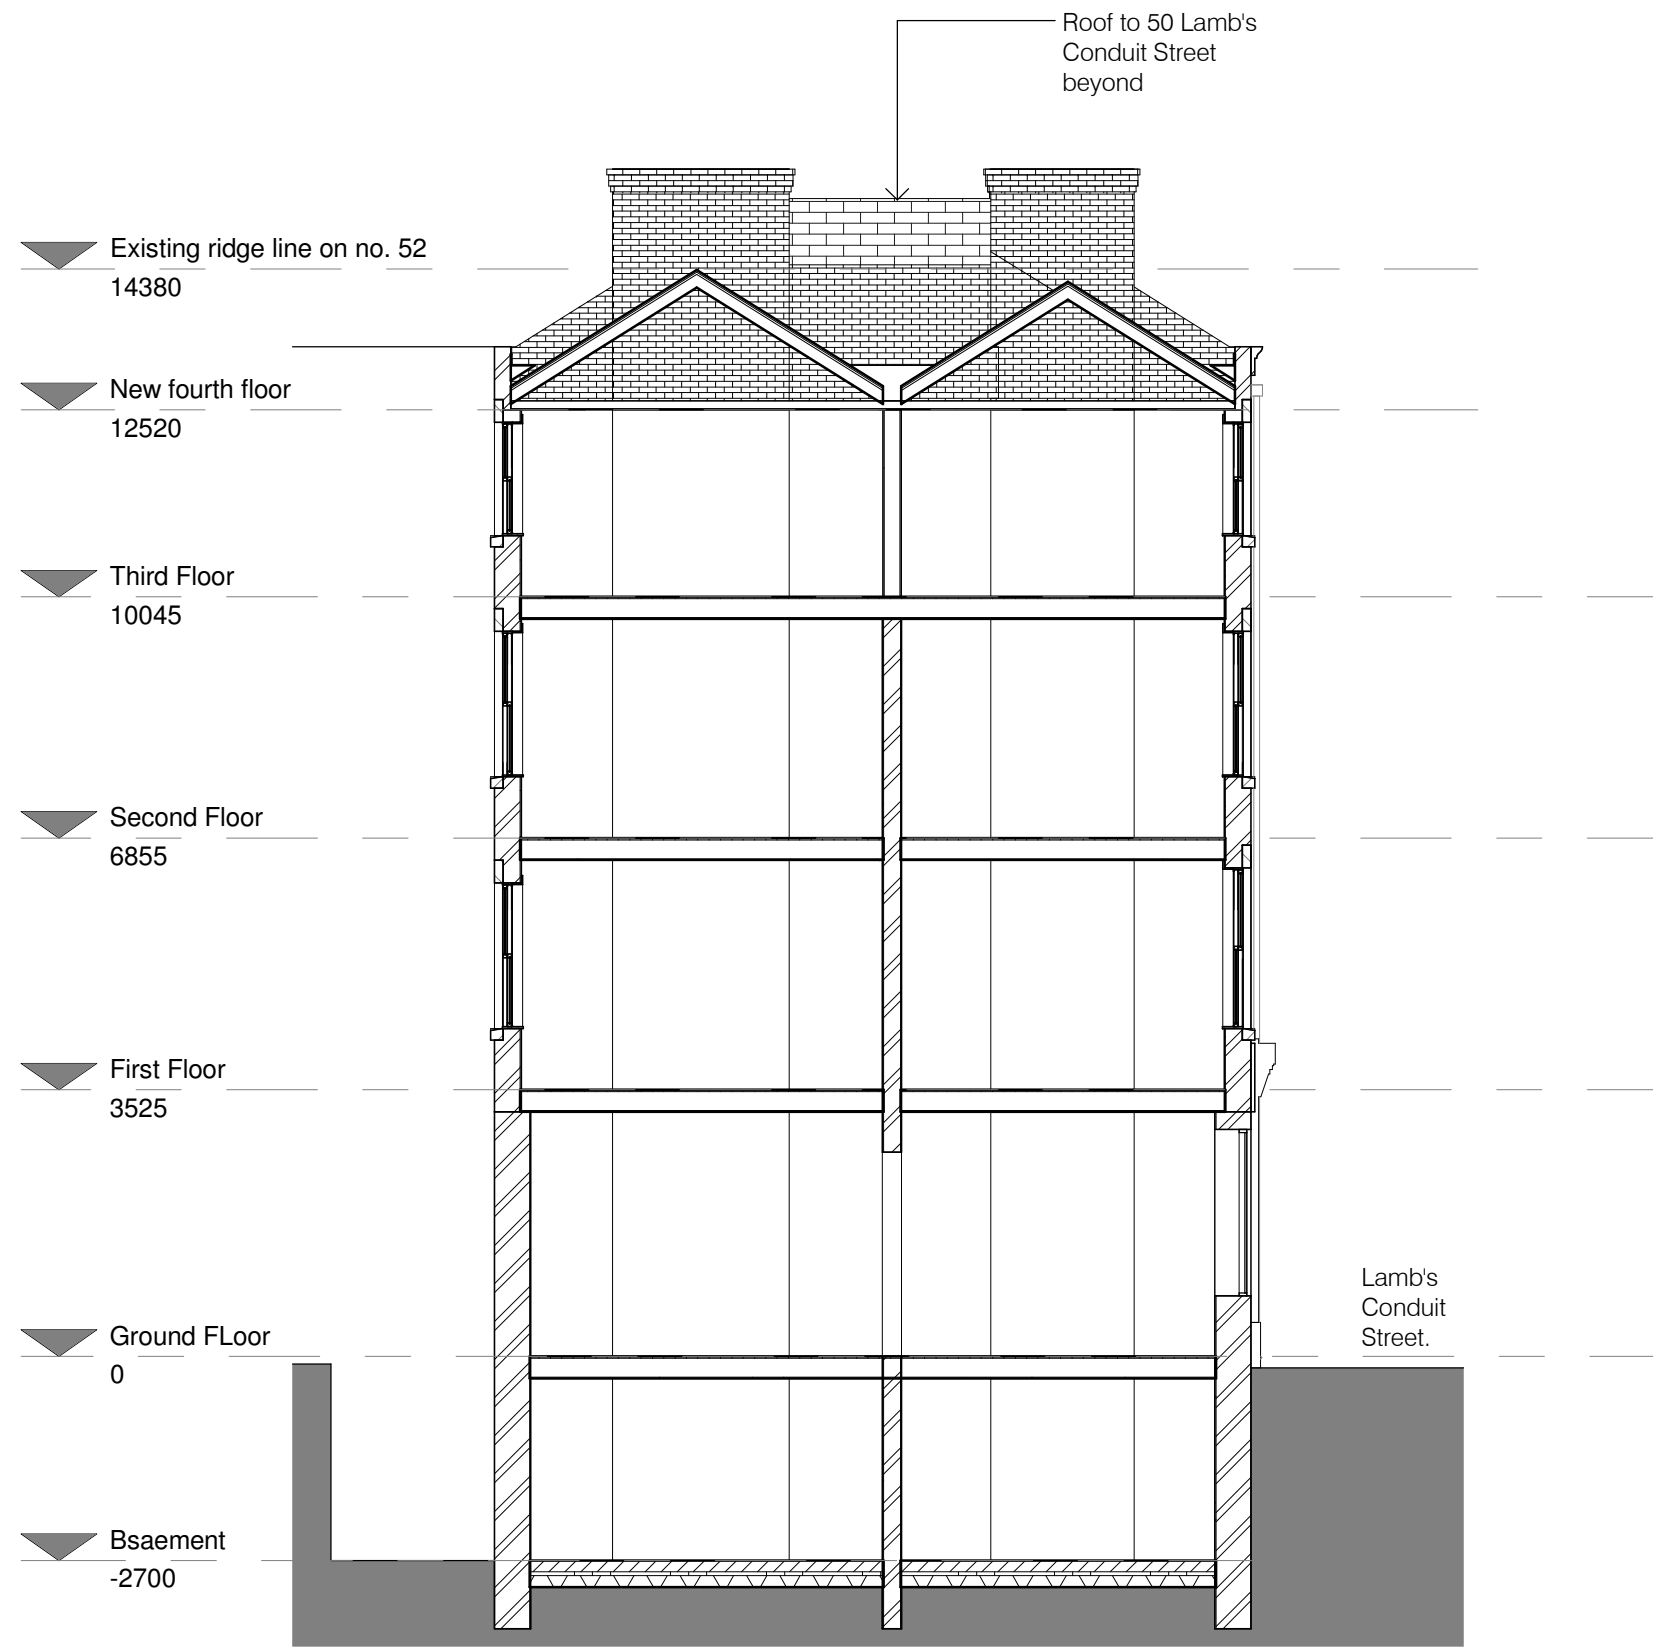 Roof to 50 Lamb's
Conduit Street
beyond
Existing ridge line on no. 52
14380
New fourth floor
12520
Third Floor
10045
Second Floor
6855
First Floor
3525
Lamb's
Conduit
Street.
Ground FLoor
0
Bsaement
-2700